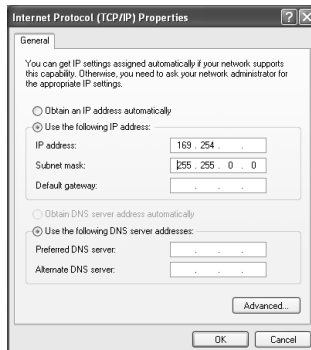 Internet Protocol (TCP/IP) Properties
General
You can get IP settings assigned automatically if your network supports
this capability. Otherwise, you need to ask your network administrator for
the appropriate IP settings.
Obtain an IP address automatically
Use the following IP address:
IP address: 169 . 254 . .
Subnet mask: 255 . 255 . 0 . 0
Default gateway: . . .
Obtain DNS server address automatically
Use the following DNS server addresses:
Preferred DNS server: . . .
Alternate DNS server: . . .
Advanced...
OK Cancel